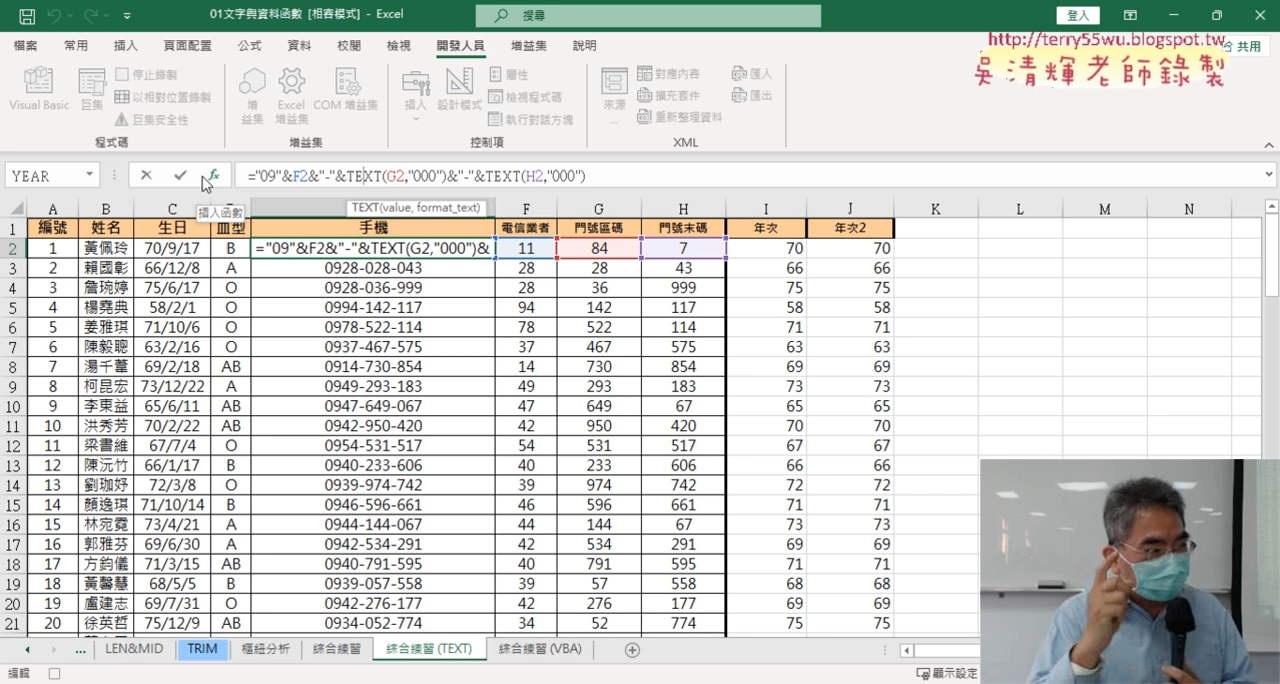 01文字與資料函數 [相容模式] - Excel
搜尋
登入
檔案 常用 插入 頁面配置 公式 資料 校閱 檢視 開發人員 增益集 說明
共用
http://terry55wu.blogspot.tw
吳清輝老師錄製
Visual Basic 巨集 停止錄製 以相對位置錄製 巨集安全性 程式碼
增益集 Excel 增益集 COM 增益集 增益集
插入 設計模式 屬性 檢視程式碼 執行對話方塊 控制項
來源 對應內容 擴充套件 重新整理資料 匯入 匯出 XML
YEAR fx ="09"&F2&"-"&TEXT(G2,"000")&"-"&TEXT(H2,"000")
插入函數 TEXT(value, format_text)
A B C D E F G H I J K L M N
1 編號 姓名 生日 血型 手機 電信業者 門號區碼 門號末碼 年次 年次2
2 1 黃佩玲 70/9/17 B ="09"&F2&"-"&TEXT(G2,"000")& 11 84 7 70 70
3 2 賴國彰 66/12/8 A 0928-028-043 28 28 43 66 66
4 3 詹琬婷 75/6/17 O 0928-036-999 28 36 999 75 75
5 4 楊堯典 58/2/1 O 0994-142-117 94 142 117 58 58
6 5 姜雅琪 71/10/6 O 0978-522-114 78 522 114 71 71
7 6 陳毅聰 63/2/16 O 0937-467-575 37 467 575 63 63
8 7 湯千葦 69/2/18 AB 0914-730-854 14 730 854 69 69
9 8 柯昆宏 73/12/22 A 0949-293-183 49 293 183 73 73
10 9 李東益 65/6/11 AB 0947-649-067 47 649 67 65 65
11 10 洪秀芳 70/2/22 AB 0942-950-420 42 950 420 70 70
12 11 梁書維 67/7/4 O 0954-531-517 54 531 517 67 67
13 12 陳沅竹 66/1/17 B 0940-233-606 40 233 606 66 66
14 13 劉珈妤 72/3/8 O 0939-974-742 39 974 742 72 72
15 14 顏逸琪 71/10/14 B 0946-596-661 46 596 661 71 71
16 15 林宛霓 73/4/21 A 0944-144-067 44 144 67 73 73
17 16 郭雅芬 69/6/30 A 0942-534-291 42 534 291 69 69
18 17 方鈞儀 71/3/15 AB 0940-791-595 40 791 595 71 71
19 18 黃馨慧 68/5/5 B 0939-057-558 39 57 558 68 68
20 19 盧建志 69/7/31 O 0942-276-177 42 276 177 69 69
21 20 徐英哲 75/12/9 AB 0934-052-774 34 52 774 75 75
... LEN&MID TRIM 樞紐分析 綜合練習 綜合練習 (TEXT) 綜合練習 (VBA)
編輯 顯示設定